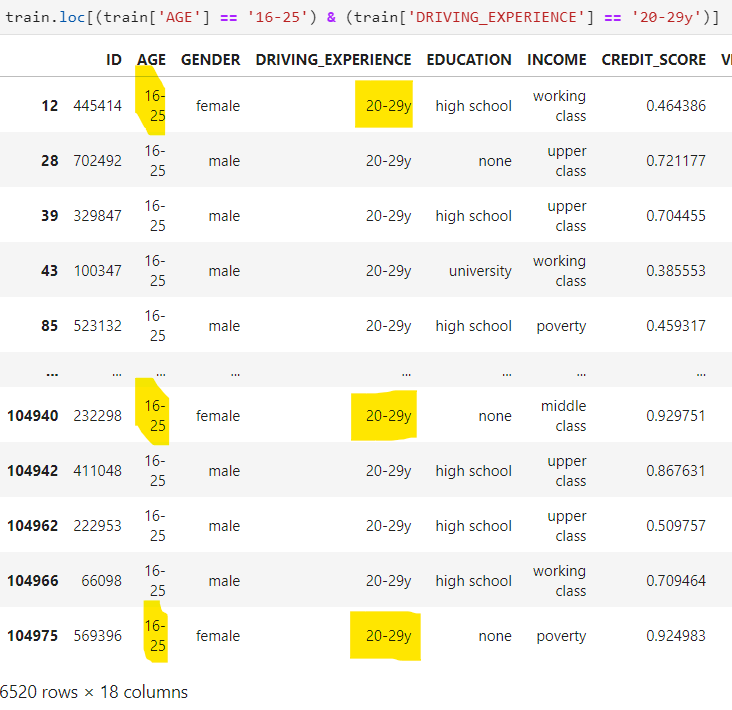 train.loc[(train['AGE'] == '16-25') & (train['DRIVING_EXPERIENCE'] == '20-29y')]
ID AGE GENDER DRIVING_EXPERIENCE EDUCATION INCOME CREDIT_SCORE
12 445414 16-25 female 20-29y high school working class 0.464386
28 702492 16-25 male 20-29y none upper class 0.721177
39 329847 16-25 male 20-29y high school upper class 0.704455
43 100347 16-25 male 20-29y university working class 0.385553
85 523132 16-25 male 20-29y high school poverty 0.459317
... ... ... ... ... ... ... ...
104940 232298 16-25 female 20-29y none middle class 0.929751
104942 411048 16-25 male 20-29y high school upper class 0.867631
104962 222953 16-25 male 20-29y high school upper class 0.509757
104966 66098 16-25 male 20-29y high school working class 0.709464
104975 569396 16-25 female 20-29y none poverty 0.924983
6520 rows × 18 columns